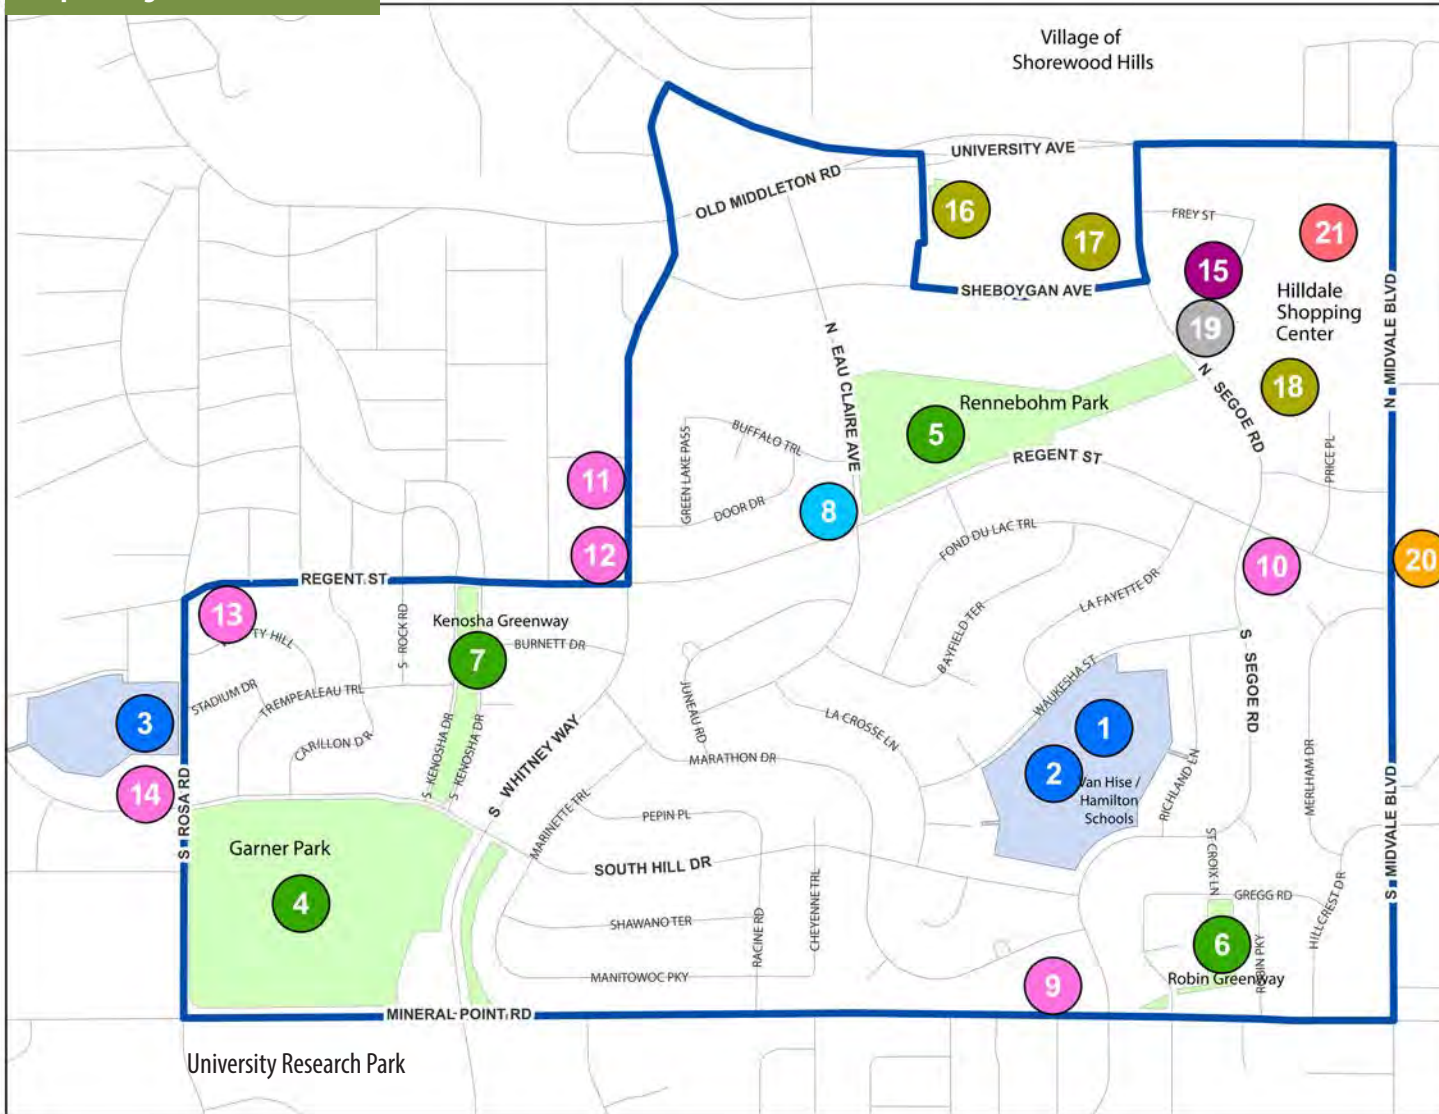 Village of
Shorewood Hills
UNIVERSITY AVE
OLD MIDDLETON RD
16
17
FREY ST
21
15
SHEBOYGAN AVE
Hilldale
Shopping
Center
19
N MIDVALE BLVD
N EAU CLAIRE AVE
18
N SEGOE RD
Rennebohm Park
5
REGENT ST
BUFFALO TRL
GREEN LAKE PASS
DOOR DR
PRICE PL
11
8
12
FOND DU LAC TRL
20
10
REGENT ST
LA FAYETTE DR
13
Kenosha Greenway
TY HILL
S ROCK RD
BURNETT DR
7
BAYFIELD TER
S SEGOE RD
WAUKESHA ST
STADIUM DR
TREMPEALEAU TRL
3
JUNEAU RD
LA CROSSE LN
1
CARILLON DR
S KENOSHA DR
S KENOSHA DR
S WHITNEY WAY
MARATHON DR
2
Van Hise /
Hamilton
Schools
RICHLAND LN
MERLHAM DR
14
S ROSA RD
MARINETTE TRL
PEPIN PL
Garner Park
SOUTH HILL DR
ST CROIX LN
S MIDVALE BLVD
4
CHEYENNE TRL
GREGG RD
HILLCREST DR
SHAWANO TER
RACINE RD
6
ROBIN PKY
MANITOWOC PKY
9
Robin Greenway
MINERAL POINT RD
University Research Park